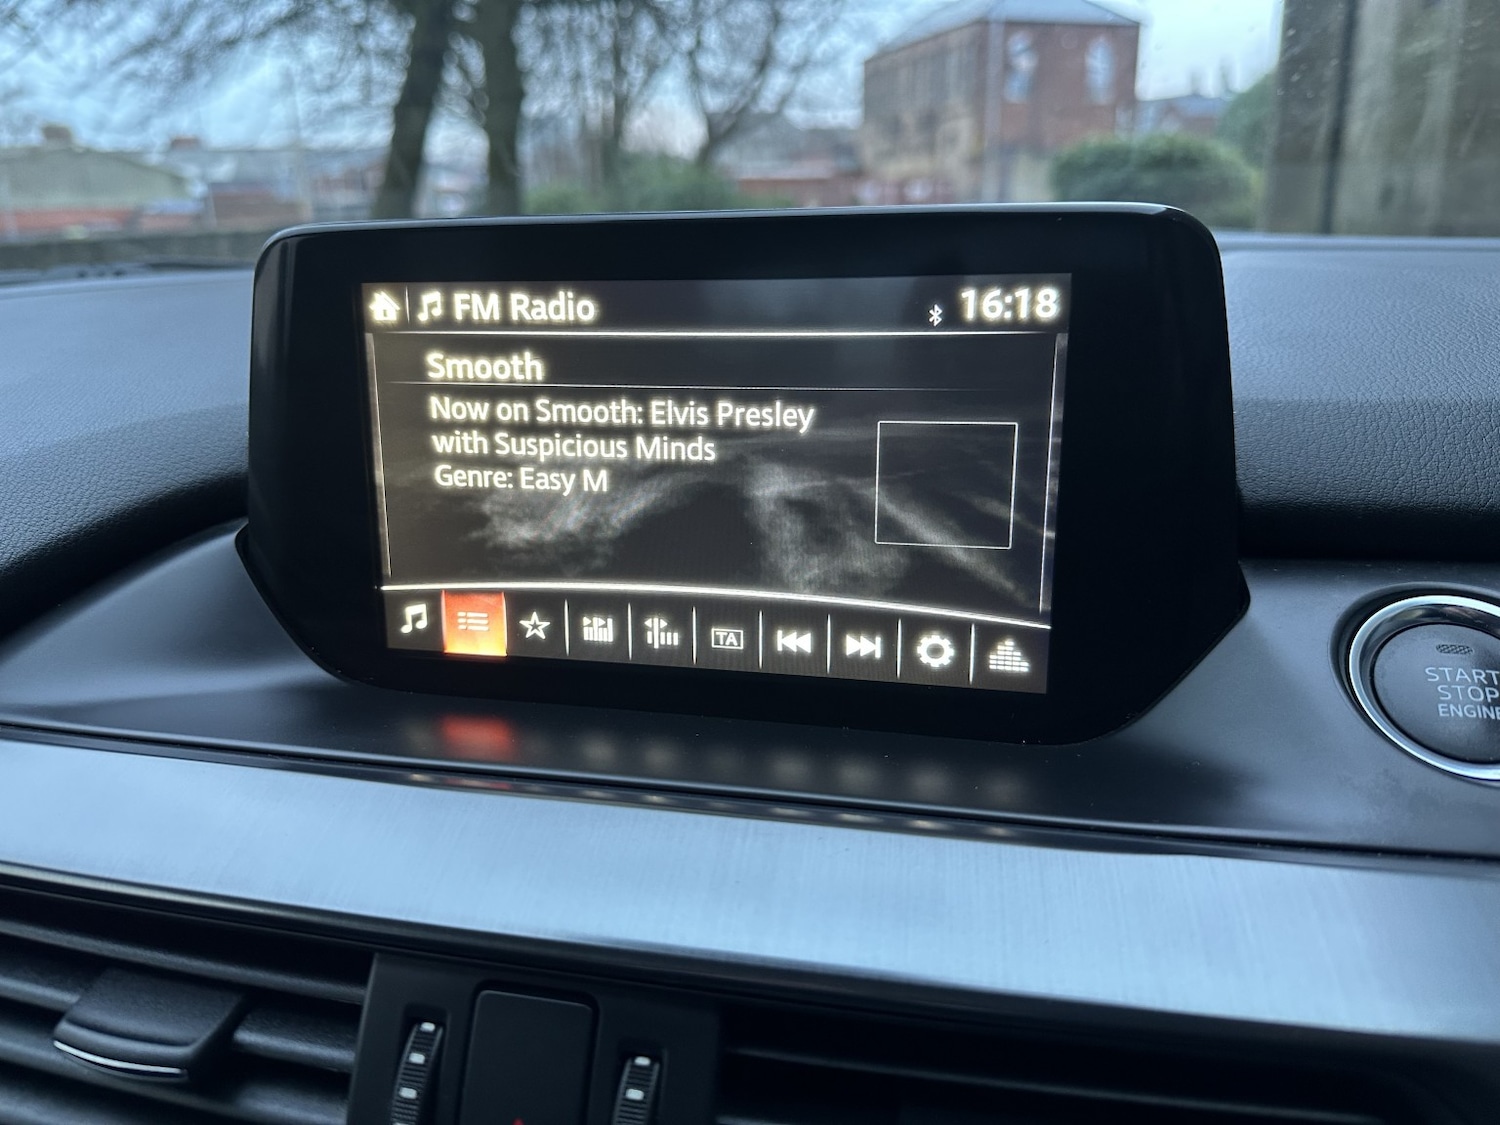 FM Radio
16:18
Smooth
Now on Smooth: Elvis Presley
with Suspicious Minds
Genre: Easy M
TA
START
STOP
ENGINE